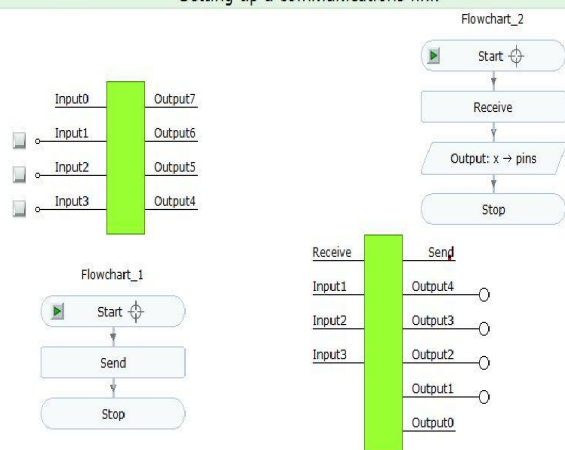 Setting up a communications link
Flowchart_2
Start
Receive
Output: x → pins
Stop
Input0 Output7
Input1 Output6
Input2 Output5
Input3 Output4
Flowchart_1
Start
Send
Stop
Receive Send
Input1 Output4
Input2 Output3
Input3 Output2
Output1
Output0